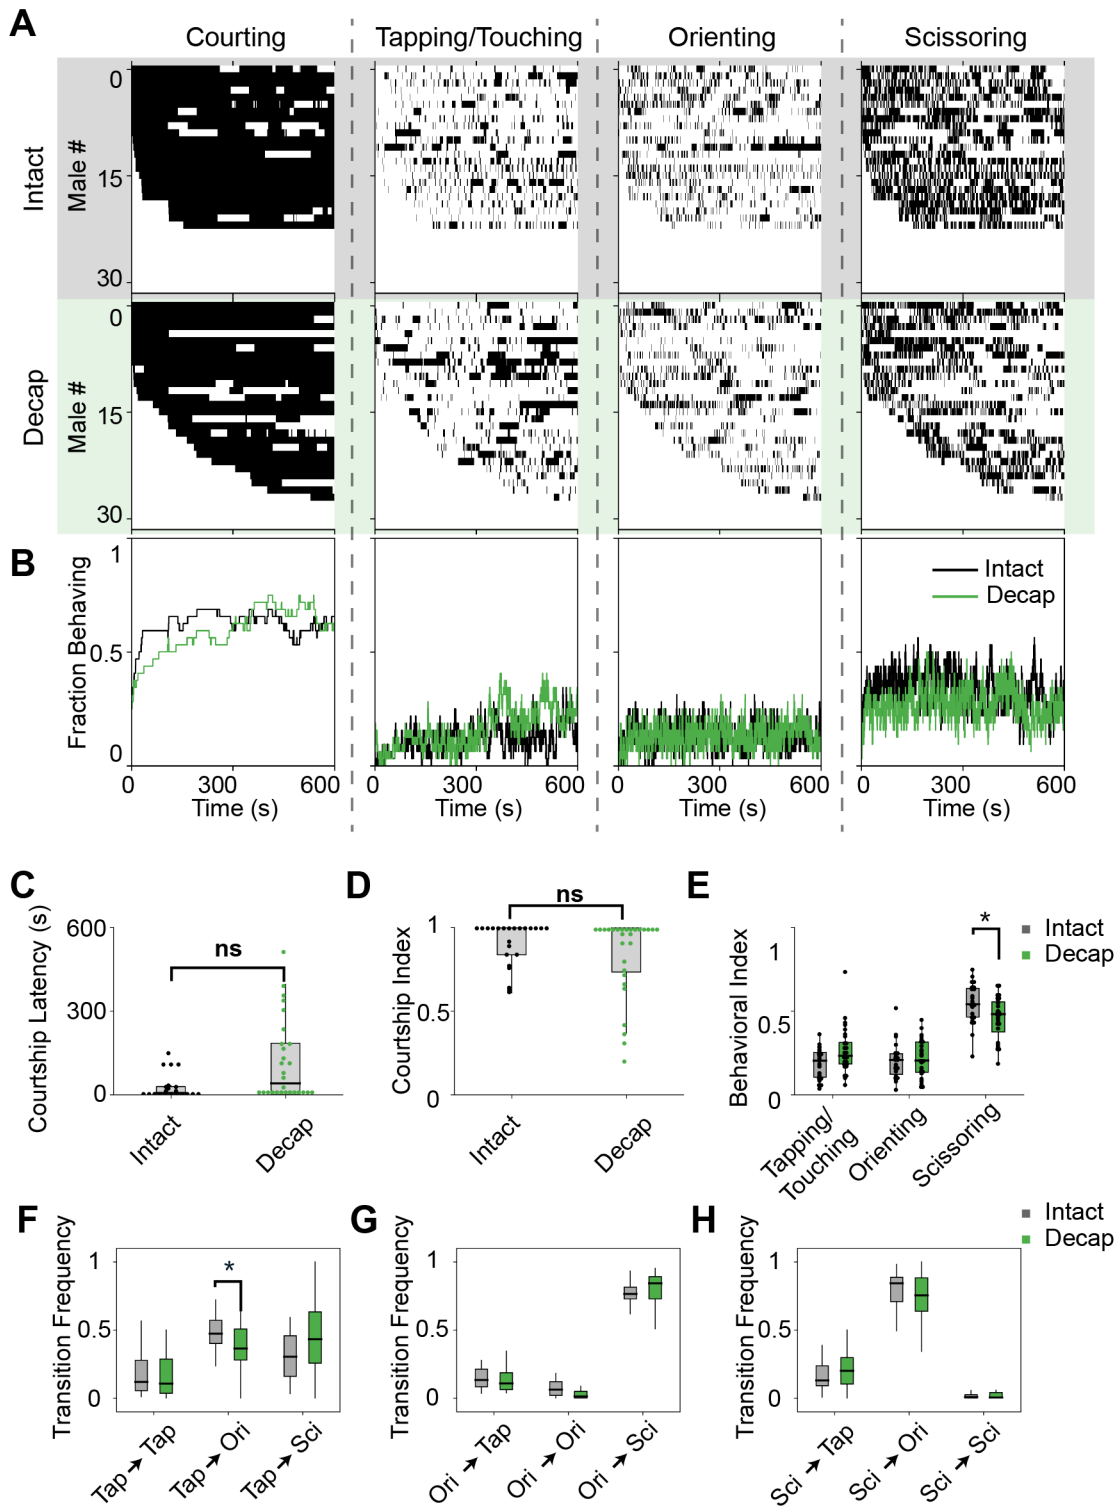 A
Courting
Tapping/Touching
Orienting
Scissoring
Intact
Male #
0
15
30
Decap
Male #
0
15
30
B
Fraction Behaving
1
0.5
0
Intact
Decap
0 300 600
0 300 600
0 300 600
0 300 600
Time (s)
Time (s)
Time (s)
Time (s)
C
Courtship Latency (s)
600
300
0
ns
Intact
Decap
D
Courtship Index
1
0.5
0
ns
Intact
Decap
E
Behavioral Index
1
0.5
0
*
Intact
Decap
Tapping/
Touching
Orienting
Scissoring
F
Transition Frequency
1
0.5
0
*
Tap → Tap
Tap → Ori
Tap → Sci
G
Transition Frequency
1
0.5
0
Ori → Tap
Ori → Ori
Ori → Sci
H
Transition Frequency
1
0.5
0
Intact
Decap
Sci → Tap
Sci → Ori
Sci → Sci